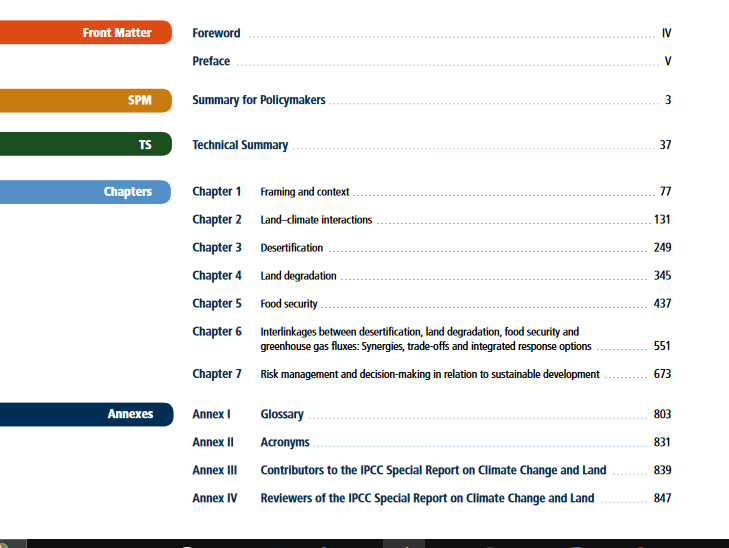 Front Matter
Foreword IV
Preface V
SPM
Summary for Policymakers 3
TS
Technical Summary 37
Chapters
Chapter 1 Framing and context 77
Chapter 2 Land–climate interactions 131
Chapter 3 Desertification 249
Chapter 4 Land degradation 345
Chapter 5 Food security 437
Chapter 6 Interlinkages between desertification, land degradation, food security and
greenhouse gas fluxes: Synergies, trade-offs and integrated response options 551
Chapter 7 Risk management and decision-making in relation to sustainable development 673
Annexes
Annex I Glossary 803
Annex II Acronyms 831
Annex III Contributors to the IPCC Special Report on Climate Change and Land 839
Annex IV Reviewers of the IPCC Special Report on Climate Change and Land 847